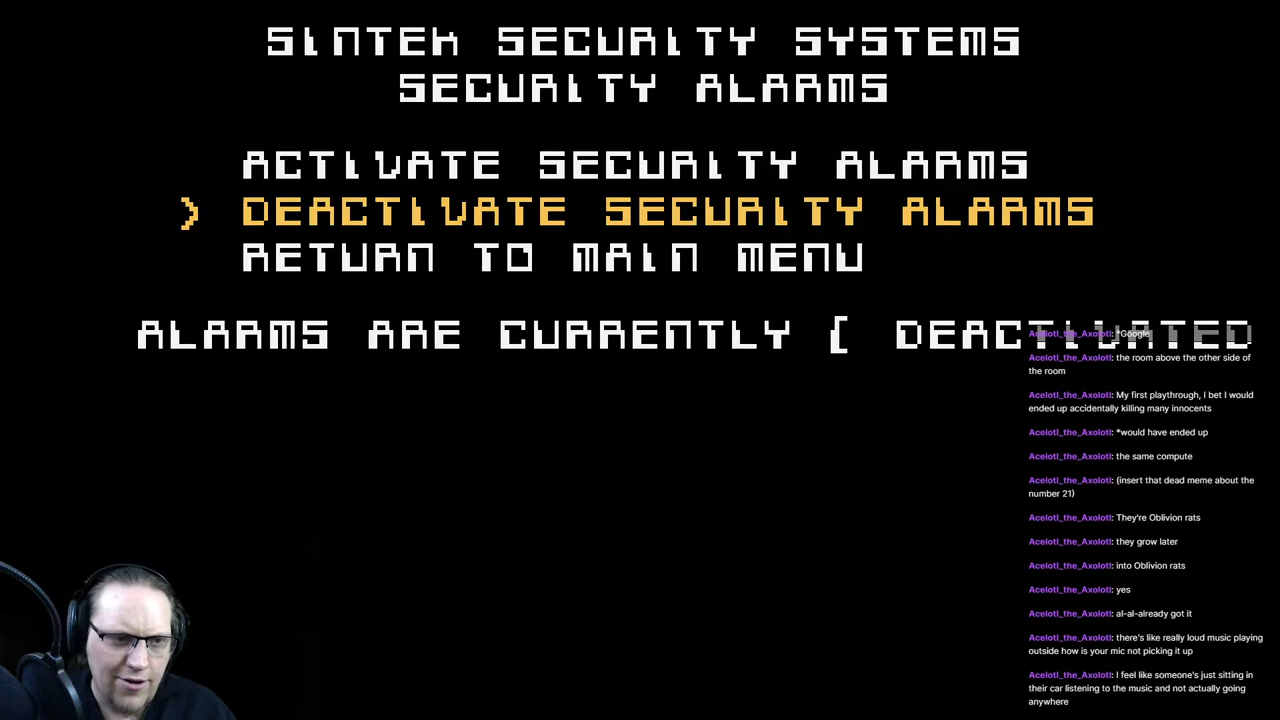 SINTEK SECURITY SYSTEMS
SECURITY ALARMS
ACTIVATE SECURITY ALARMS
} DEACTIVATE SECURITY ALARMS
RETURN TO MAIN MENU
ALARMS ARE CURRENTLY [ DEACTIVATED
Acelotl_the_Axolotl: *Google
Acelotl_the_Axolotl: the room above the other side of
the room
Acelotl_the_Axolotl: My first playthrough, I bet I would
ended up accidentally killing many innocents
Acelotl_the_Axolotl: *would have ended up
Acelotl_the_Axolotl: the same compute
Acelotl_the_Axolotl: (insert that dead meme about the
number 21)
Acelotl_the_Axolotl: They're Oblivion rats
Acelotl_the_Axolotl: they grow later
Acelotl_the_Axolotl: into Oblivion rats
Acelotl_the_Axolotl: yes
Acelotl_the_Axolotl: al-al-already got it
Acelotl_the_Axolotl: there's like really loud music playing
outside how is your mic not picking it up
Acelotl_the_Axolotl: I feel like someone's just sitting in
their car listening to the music and not actually going
anywhere